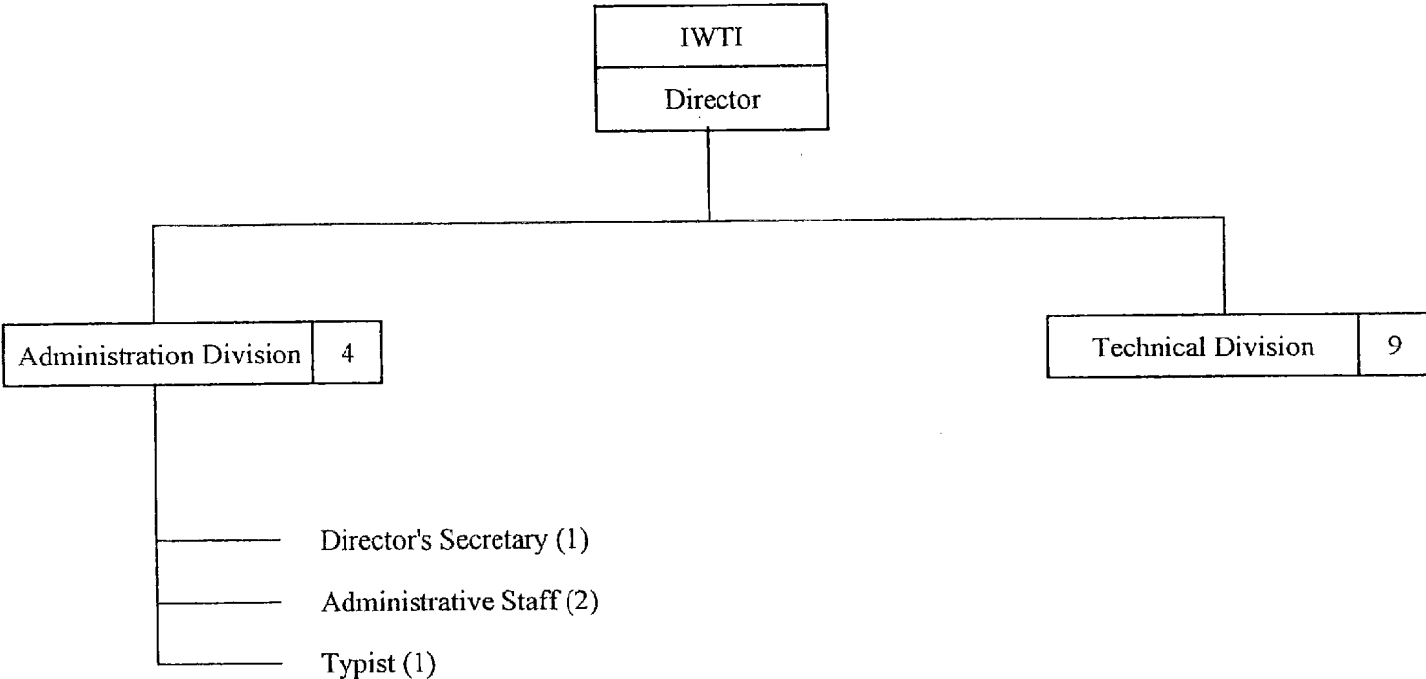 IWTI
Director
Administration Division 4
Technical Division 9
Director's Secretary (1)
Administrative Staff (2)
Typist (1)